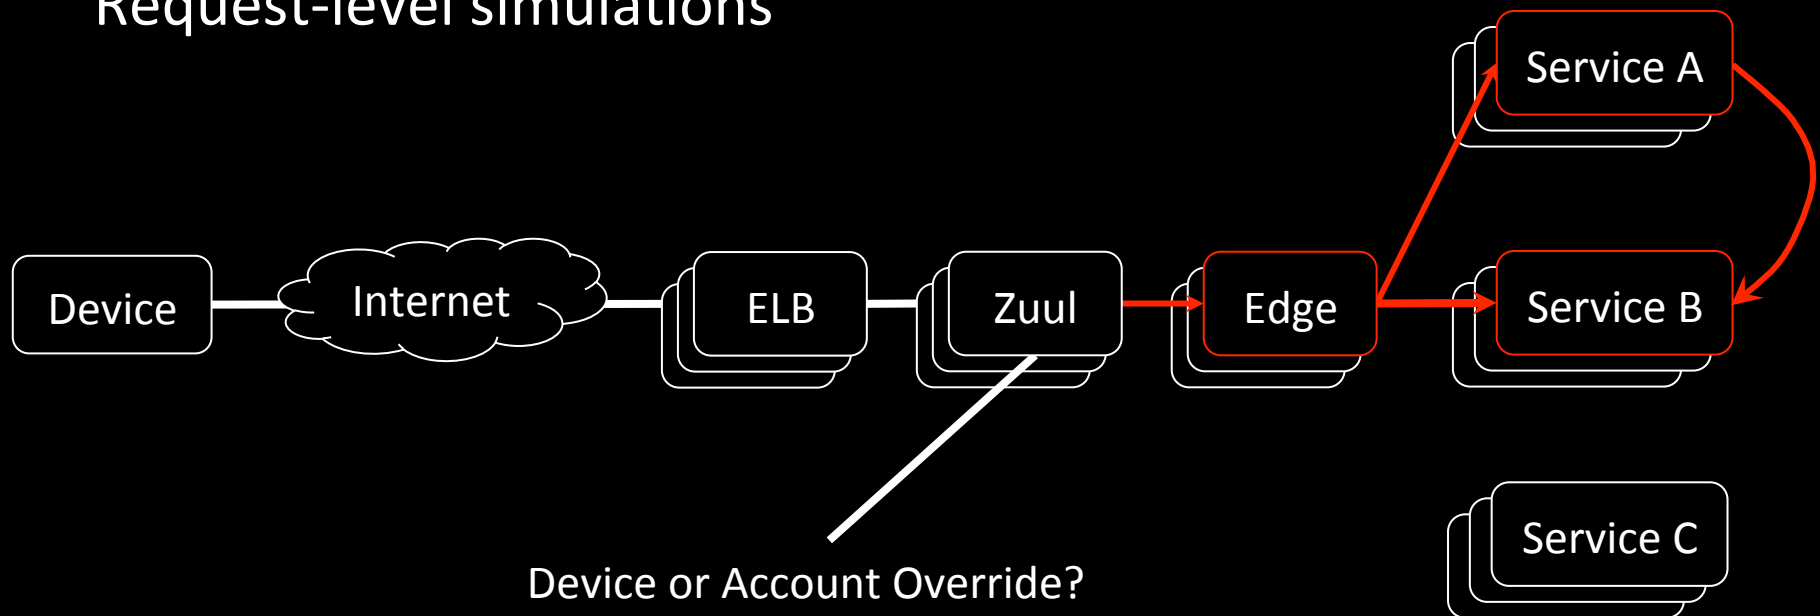 Request-level simulations
Service A
Device
Internet
ELB
Zuul
Edge
Service B
Service C
Device or Account Override?